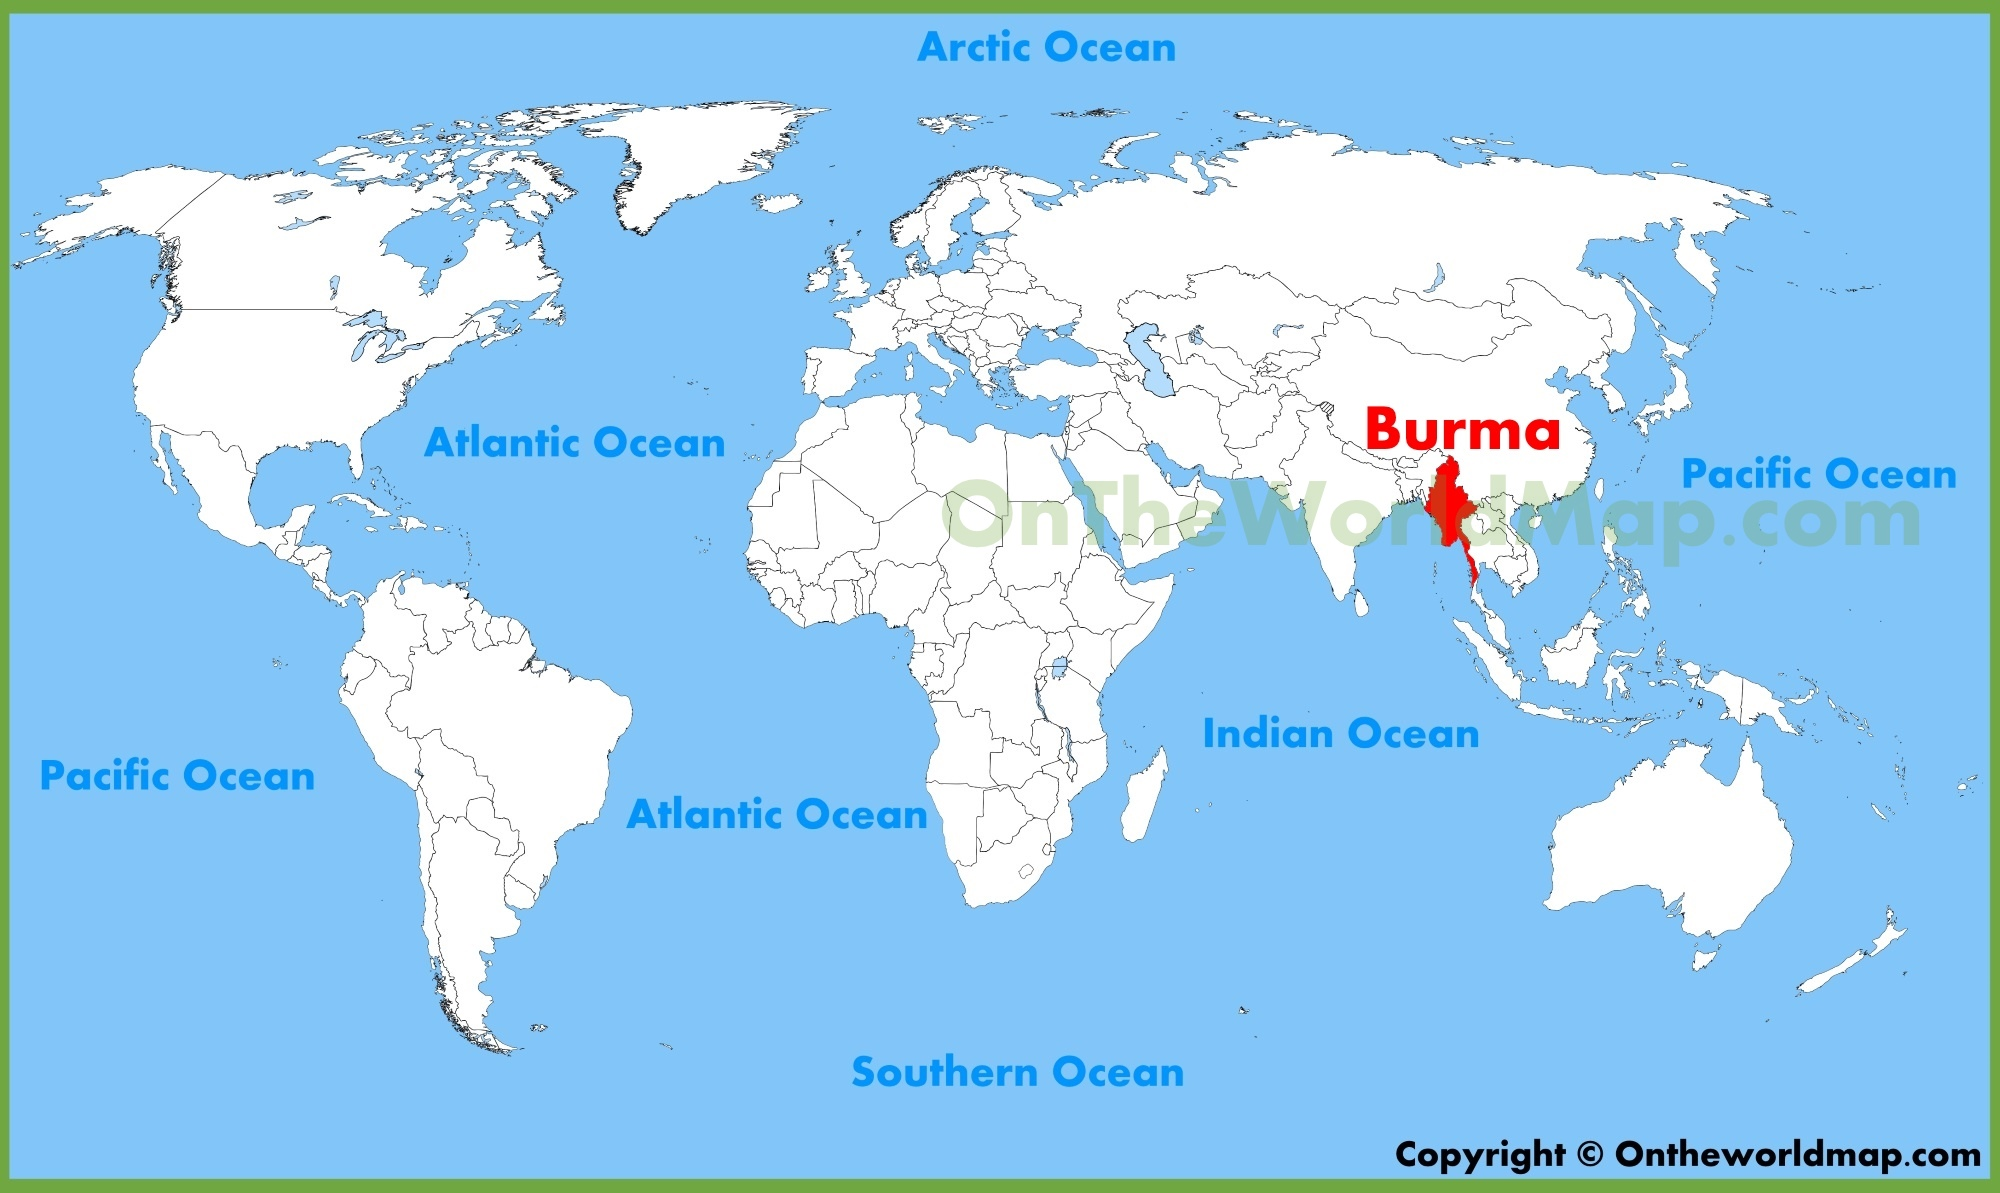 Arctic Ocean
Burma
Atlantic Ocean
Pacific Ocean
OnTheWorldMap.com
Indian Ocean
Pacific Ocean
Atlantic Ocean
Southern Ocean
Copyright © Ontheworldmap.com